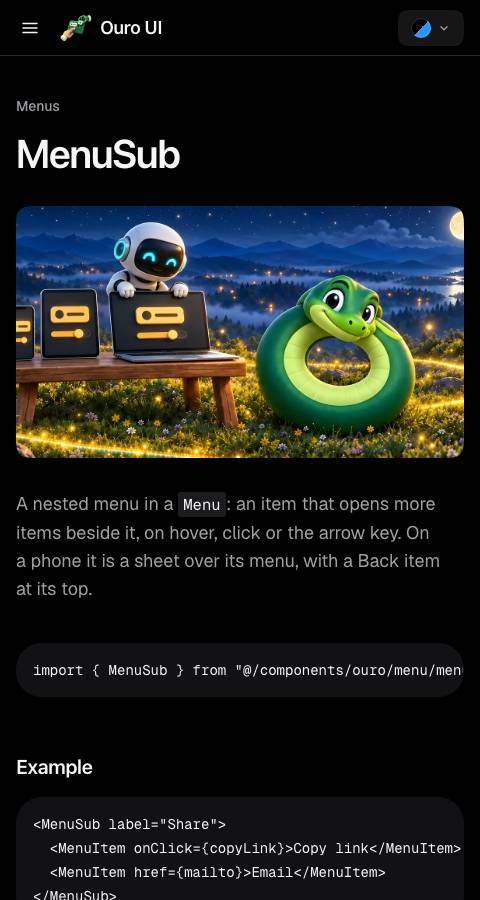 Ouro UI
Menus
MenuSub
A nested menu in a Menu: an item that opens more
items beside it, on hover, click or the arrow key. On
a phone it is a sheet over its menu, with a Back item
at its top.
import { MenuSub } from "@/components/ouro/menu/men
Example
<MenuSub label="Share">
  <MenuItem onClick={copyLink}>Copy link</MenuItem>
  <MenuItem href={mailto}>Email</MenuItem>
</MenuSub>